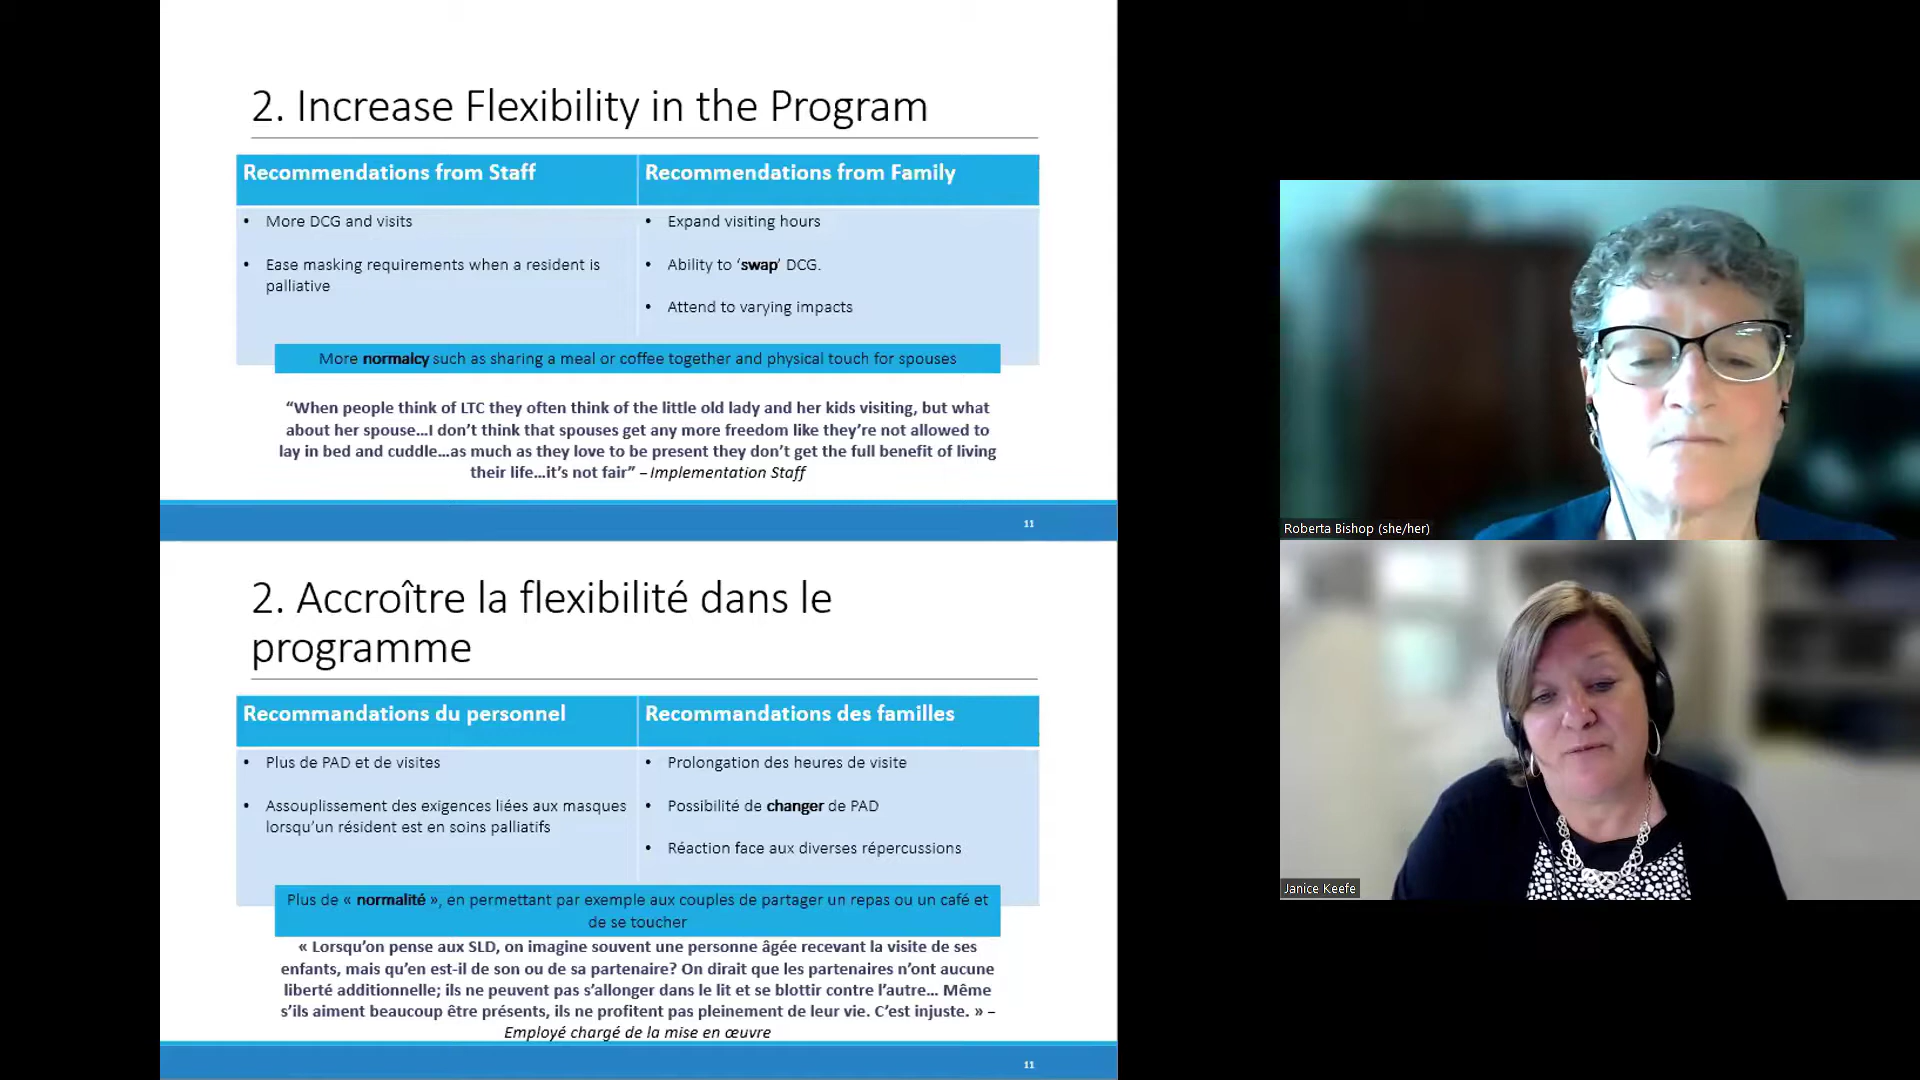 2. Increase Flexibility in the Program
Recommendations from Staff
• More DCG and visits
• Ease masking requirements when a resident is
palliative
Recommendations from Family
• Expand visiting hours
• Ability to ‘swap’ DCG.
• Attend to varying impacts
More normalcy such as sharing a meal or coffee together and physical touch for spouses
“When people think of LTC they often think of the little old lady and her kids visiting, but what
about her spouse…I don’t think that spouses get any more freedom like they’re not allowed to
lay in bed and cuddle…as much as they love to be present they don’t get the full benefit of living
their life…it’s not fair” – Implementation Staff
11
2. Accroître la flexibilité dans le
programme
Recommandations du personnel
• Plus de PAD et de visites
• Assouplissement des exigences liées aux masques
lorsqu’un résident est en soins palliatifs
Recommandations des familles
• Prolongation des heures de visite
• Possibilité de changer de PAD
• Réaction face aux diverses répercussions
Plus de « normalité », en permettant par exemple aux couples de partager un repas ou un café et
de se toucher
« Lorsqu’on pense aux SLD, on imagine souvent une personne âgée recevant la visite de ses
enfants, mais qu’en est-il de son ou de sa partenaire? On dirait que les partenaires n’ont aucune
liberté additionnelle; ils ne peuvent pas s’allonger dans le lit et se blottir contre l’autre… Même
s’ils aiment beaucoup être présents, ils ne profitent pas pleinement de leur vie. C’est injuste. » –
Employé chargé de la mise en œuvre
11
Roberta Bishop (she/her)
Janice Keefe